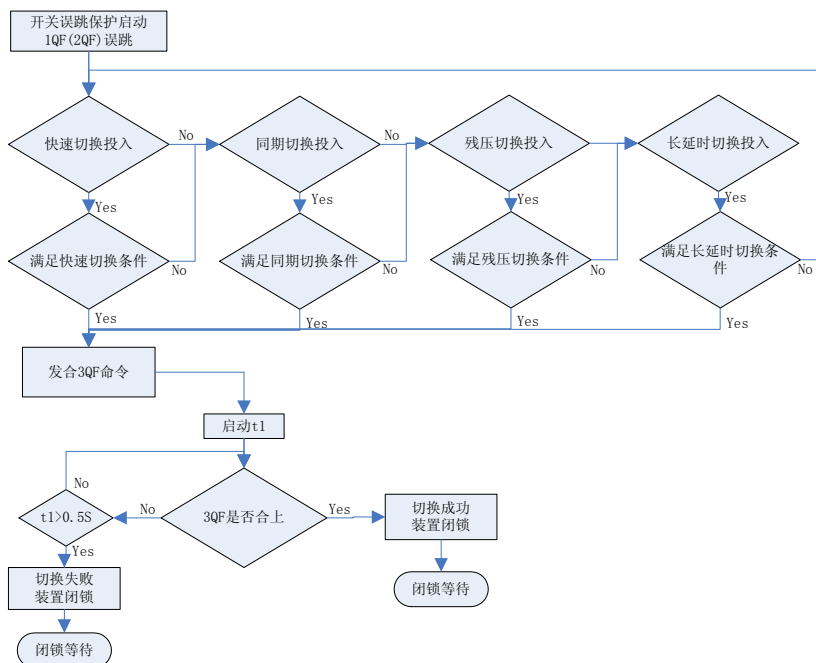 开关误跳保护启动
1QF(2QF)误跳
快速切换投入
No
同期切换投入
No
残压切换投入
长延时切换投入
Yes
Yes
Yes
Yes
满足快速切换条件
No
满足同期切换条件
No
满足残压切换条件
No
满足长延时切换条
件
No
Yes
Yes
Yes
Yes
发合3QF命令
启动t1
No
t1>0.5S
No
3QF是否合上
Yes
切换成功
装置闭锁
Yes
切换失败
装置闭锁
闭锁等待
闭锁等待